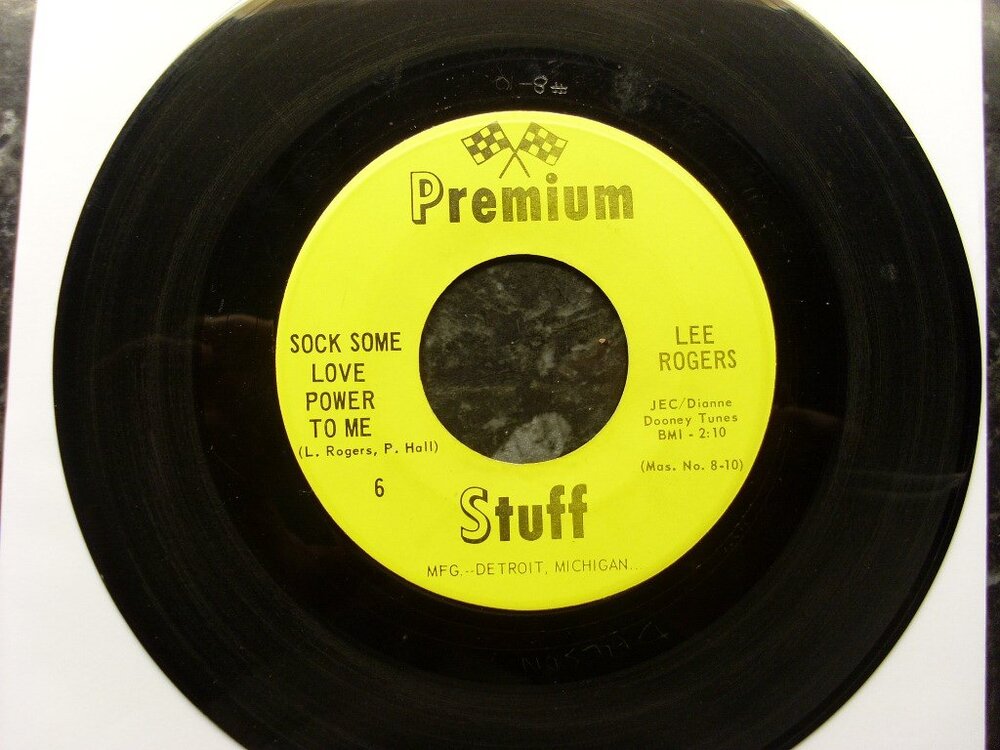 Premium
SOCK SOME
LOVE
POWER
TO ME
(L. Rogers, P. Hall)
6
LEE
ROGERS
JEC/Dianne
Dooney Tunes
BMI - 2:10
(Mas. No. 8-10)
Stuff
MFG.--DETROIT, MICHIGAN..